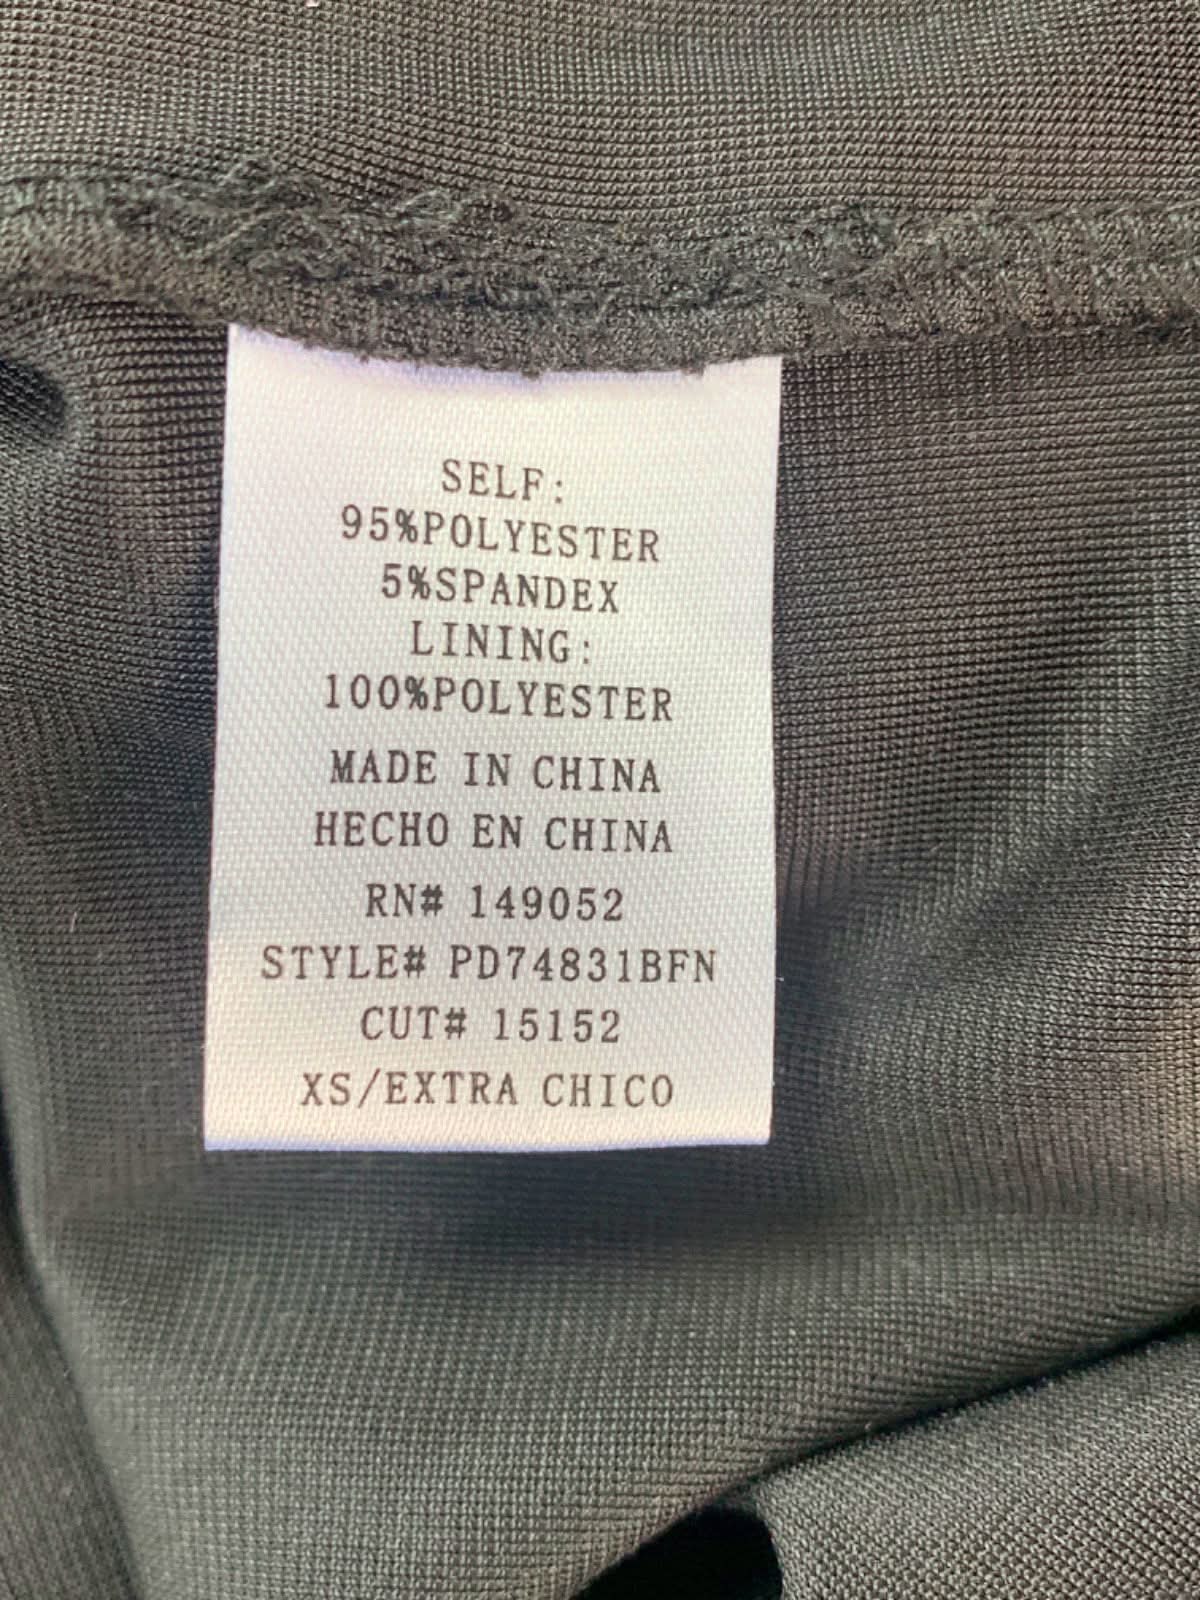 SELF:
95%POLYESTER
5%SPANDEX
LINING:
100%POLYESTER
MADE IN CHINA
HECHO EN CHINA
RN# 149052
STYLE# PD74831BFN
CUT# 15152
XS/EXTRA CHICO